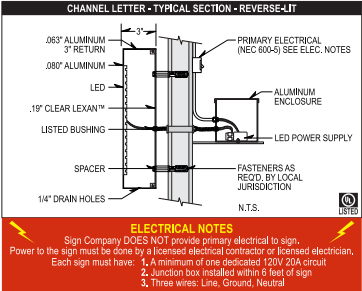 CHANNEL LETTER - TYPICAL SECTION - REVERSE-LIT
3"
.063" ALUMINUM
3" RETURN
.080" ALUMINUM
LED
.19" CLEAR LEXAN™
LISTED BUSHING
SPACER
1/4" DRAIN HOLES
PRIMARY ELECTRICAL
(NEC 600-5) SEE ELEC. NOTES
ALUMINUM
ENCLOSURE
LED POWER SUPPLY
FASTENERS AS
REQ'D. BY LOCAL
JURISDICTION
N.T.S.
UL
LISTED
ELECTRICAL NOTES
Sign Company DOES NOT provide primary electrical to sign.
Power to the sign must be done by a licensed electrical contractor or licensed electrician.
Each sign must have: 1. A minimum of one dedicated 120V 20A circuit
2. Junction box installed within 6 feet of sign
3. Three wires: Line, Ground, Neutral